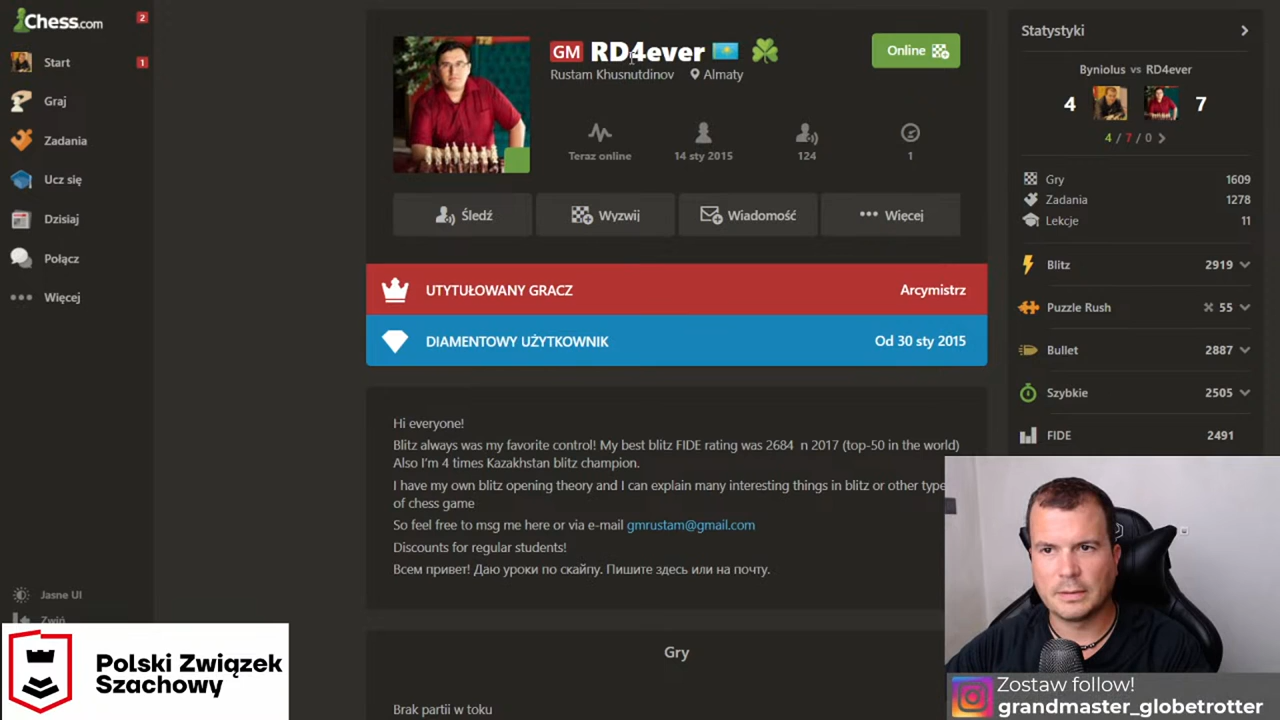 Chess.com
2
Start
1
Graj
Zadania
Ucz się
Dzisiaj
Połącz
Więcej
Jasne UI
Zwiń
Polski Związek
Szachowy
GM RD4ever
Rustam Khusnutdinov Almaty
Online
Teraz online
14 sty 2015
124
1
Śledź
Wyzwij
Wiadomość
Więcej
UTYTUŁOWANY GRACZ Arcymistrz
DIAMENTOWY UŻYTKOWNIK Od 30 sty 2015
Hi everyone!
Blitz always was my favorite control! My best blitz FIDE rating was 2684 n 2017 (top-50 in the world)
Also I'm 4 times Kazakhstan blitz champion.
I have my own blitz opening theory and I can explain many interesting things in blitz or other type
of chess game
So feel free to msg me here or via e-mail gmrustam@gmail.com
Discounts for regular students!
Всем привет! Даю уроки по скайпу. Пишите здесь или на почту.
Gry
Brak partii w toku
Statystyki
Byniolus vs RD4ever
4 7
4 / 7 / 0
Gry 1609
Zadania 1278
Lekcje 11
Blitz 2919
Puzzle Rush 55
Bullet 2887
Szybkie 2505
FIDE 2491
Zostaw follow!
grandmaster_globetrotter